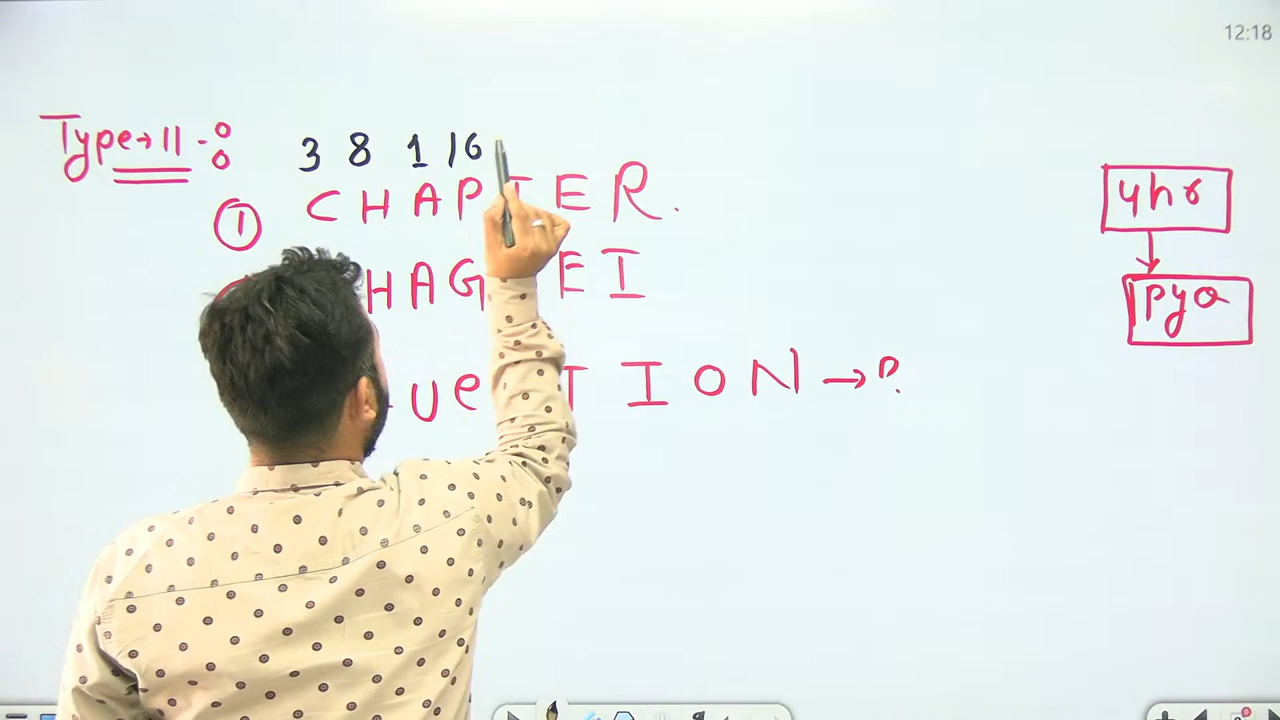 12:18
Type→11-:
3 8 1 16
① CHAPTER.
HAG EI
UE TION → ?
4hr
pyQ